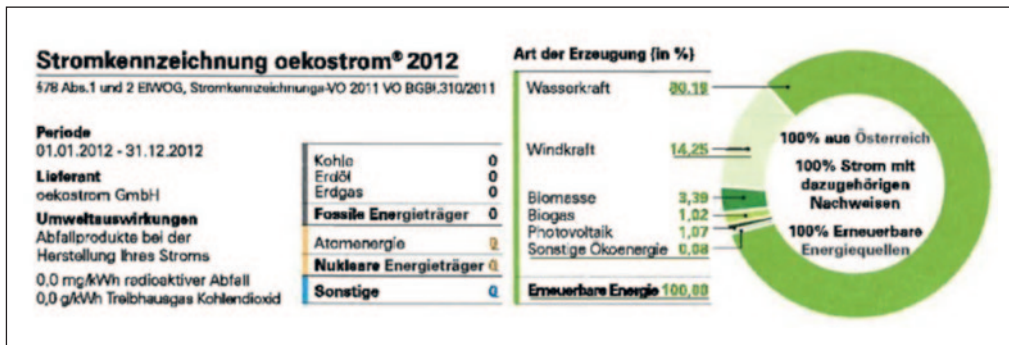 Stromkennzeichnung oekostrom® 2012
§78 Abs.1 und 2 ElWOG, Stromkennzeichnungs-VO 2011 VO BGBl.310/2011
Periode
01.01.2012 - 31.12.2012
Lieferant
oekostrom GmbH
Umweltauswirkungen
Abfallprodukte bei der
Herstellung Ihres Stroms
0.0 mg/kWh radioaktiver Abfall
0,0 g/kWh Treibhausgas Kohlendioxid
Kohle 0
Erdöl 0
Erdgas 0
Fossile Energieträger 0
Atomenergie 0
Nukleare Energieträger 0
Sonstige 0
Art der Erzeugung (in %)
Wasserkraft 80,19
Windkraft 14,25
Biomasse 3,39
Biogas 1,02
Photovoltaik 1,07
Sonstige Ökoenergie 0,08
Erneuerbare Energie 100,00
100% aus Österreich
100% Strom mit
dazugehörigen
Nachweisen
100% Erneuerbare
Energiequellen